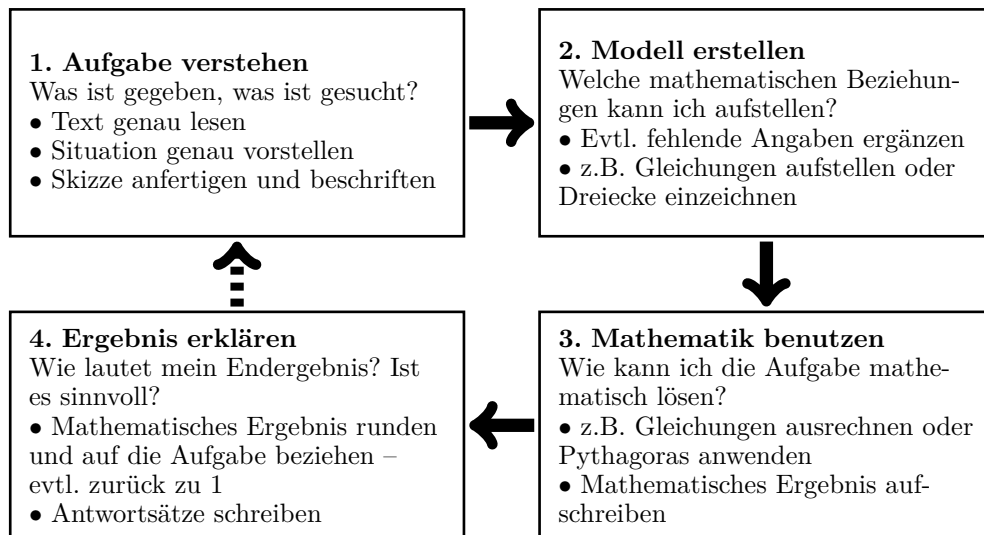 1. Aufgabe verstehen
Was ist gegeben, was ist gesucht?
• Text genau lesen
• Situation genau vorstellen
• Skizze anfertigen und beschriften
2. Modell erstellen
Welche mathematischen Beziehun-
gen kann ich aufstellen?
• Evtl. fehlende Angaben ergänzen
• z.B. Gleichungen aufstellen oder
Dreiecke einzeichnen
3. Mathematik benutzen
Wie kann ich die Aufgabe mathe-
matisch lösen?
• z.B. Gleichungen ausrechnen oder
Pythagoras anwenden
• Mathematisches Ergebnis auf-
schreiben
4. Ergebnis erklären
Wie lautet mein Endergebnis? Ist
es sinnvoll?
• Mathematisches Ergebnis runden
und auf die Aufgabe beziehen –
evtl. zurück zu 1
• Antwortsätze schreiben